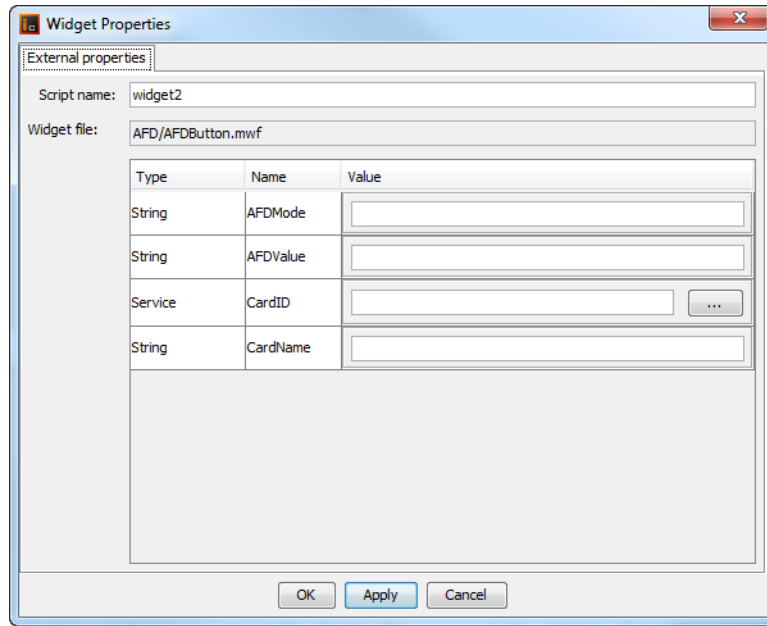 Widget Properties
External properties
Script name: widget2
Widget file: AFD/AFDButton.mwf
Type Name Value
String AFDMode
String AFDValue
Service CardID ...
String CardName
OK Apply Cancel